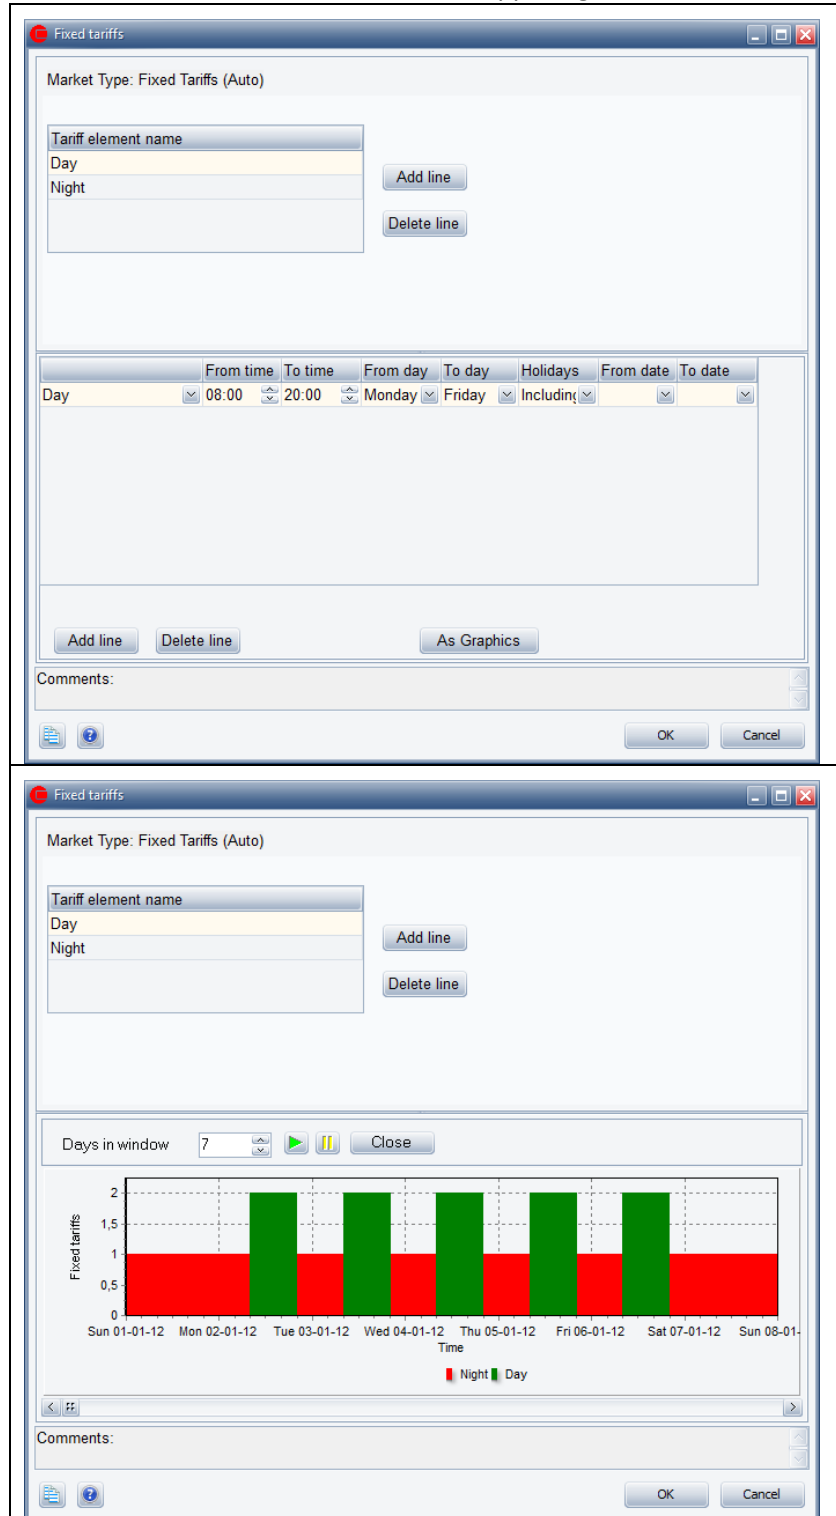 Fixed tariffs
Market Type: Fixed Tariffs (Auto)
Tariff element name
Day
Night
Add line
Delete line
From time To time From day To day Holidays From date To date
Day 08:00 20:00 Monday Friday Including
Add line Delete line As Graphics
Comments:
OK Cancel
Fixed tariffs
Market Type: Fixed Tariffs (Auto)
Tariff element name
Day
Night
Add line
Delete line
Days in window 7 Close
Fixed tariffs
2
1,5
1
0,5
0
Sun 01-01-12 Mon 02-01-12 Tue 03-01-12 Wed 04-01-12 Thu 05-01-12 Fri 06-01-12 Sat 07-01-12 Sun 08-01-
Time
Night Day
Comments:
OK Cancel